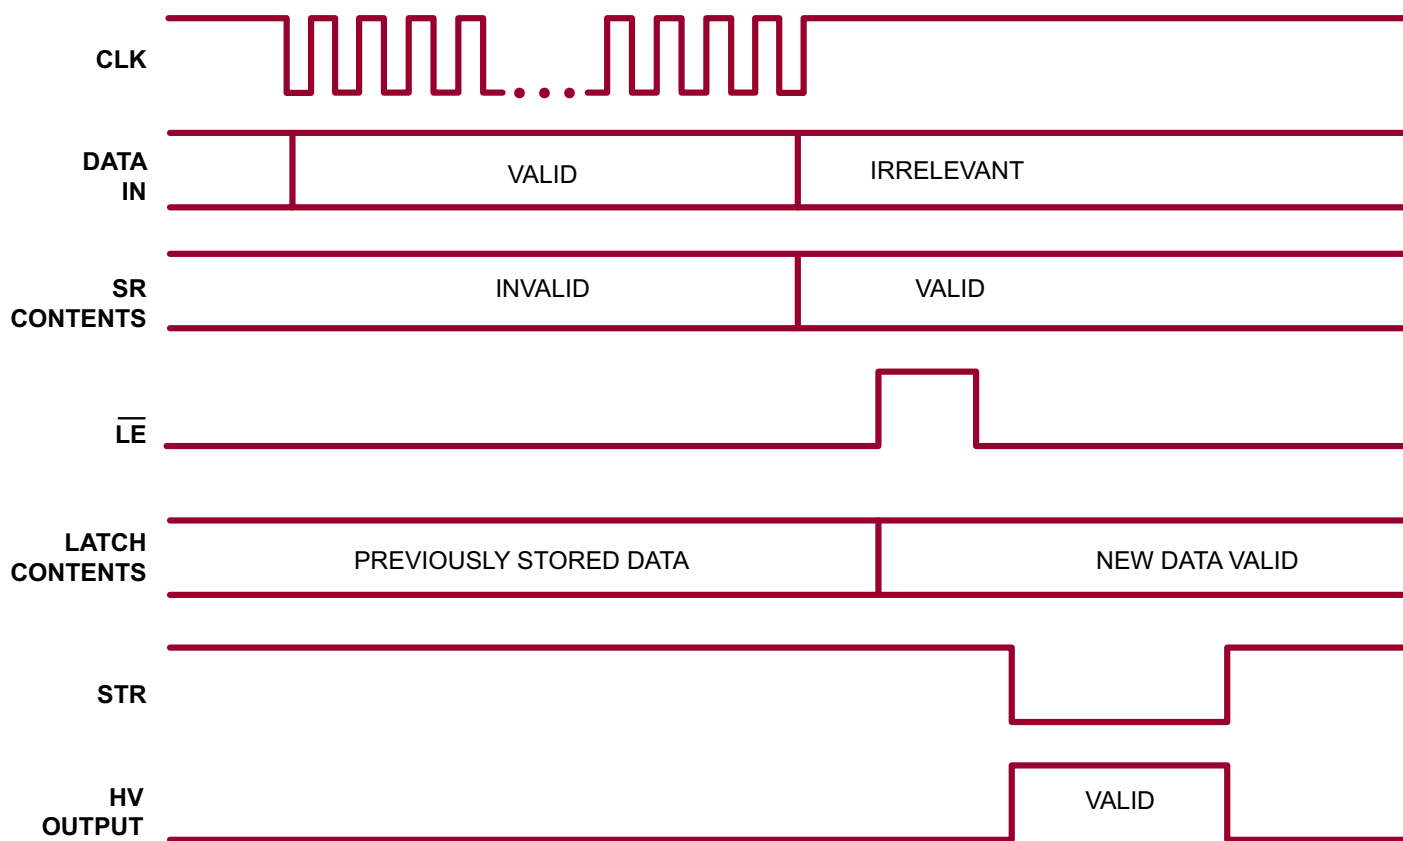 CLK
DATA
IN
VALID
IRRELEVANT
SR
CONTENTS
INVALID
VALID
L̅E̅
LATCH
CONTENTS
PREVIOUSLY STORED DATA
NEW DATA VALID
STR
HV
OUTPUT
VALID